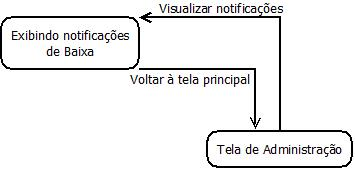 Visualizar notificações
Exibindo notificações
de Baixa
Voltar à tela principal
Tela de Administração